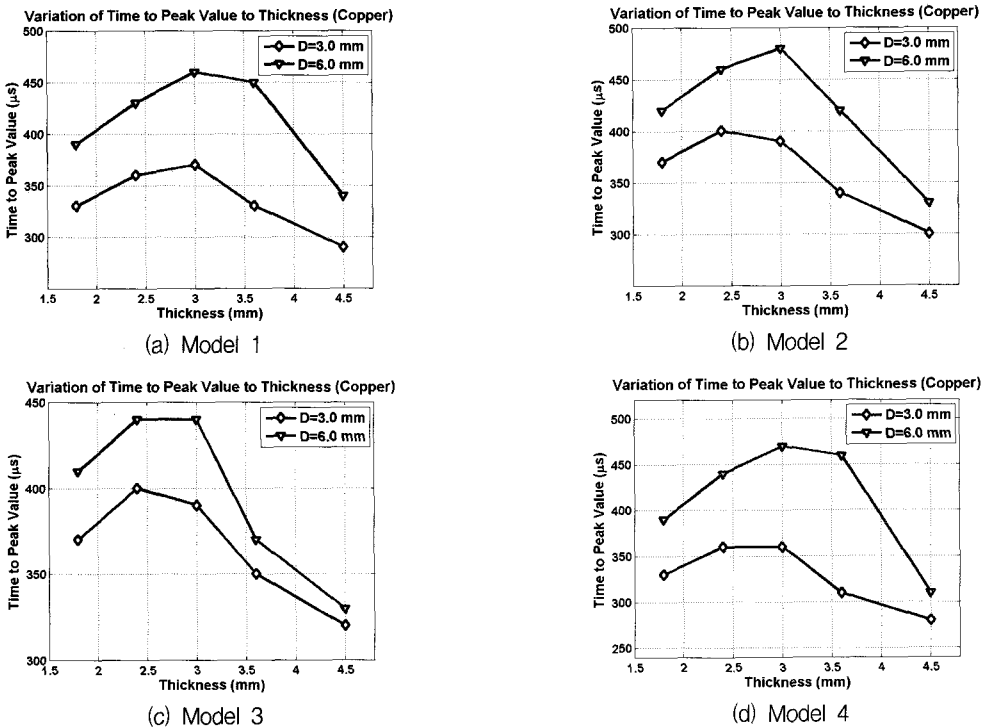 Variation of Time to Peak Value to Thickness (Copper)
500
450
400
350
300
Time to Peak Value (μs)
D=3.0 mm
D=6.0 mm
1.5 2 2.5 3 3.5 4 4.5
Thickness (mm)
(a) Model 1
Variation of Time to Peak Value to Thickness (Copper)
500
450
400
350
300
Time to Peak Value (μs)
D=3.0 mm
D=6.0 mm
1.5 2 2.5 3 3.5 4 4.5
Thickness (mm)
(b) Model 2
Variation of Time to Peak Value to Thickness (Copper)
450
400
350
300
Time to Peak Value (μs)
D=3.0 mm
D=6.0 mm
1.5 2 2.5 3 3.5 4 4.5
Thickness (mm)
(c) Model 3
Variation of Time to Peak Value to Thickness (Copper)
500
450
400
350
300
250
Time to Peak Value (μs)
D=3.0 mm
D=6.0 mm
1.5 2 2.5 3 3.5 4 4.5
Thickness (mm)
(d) Model 4